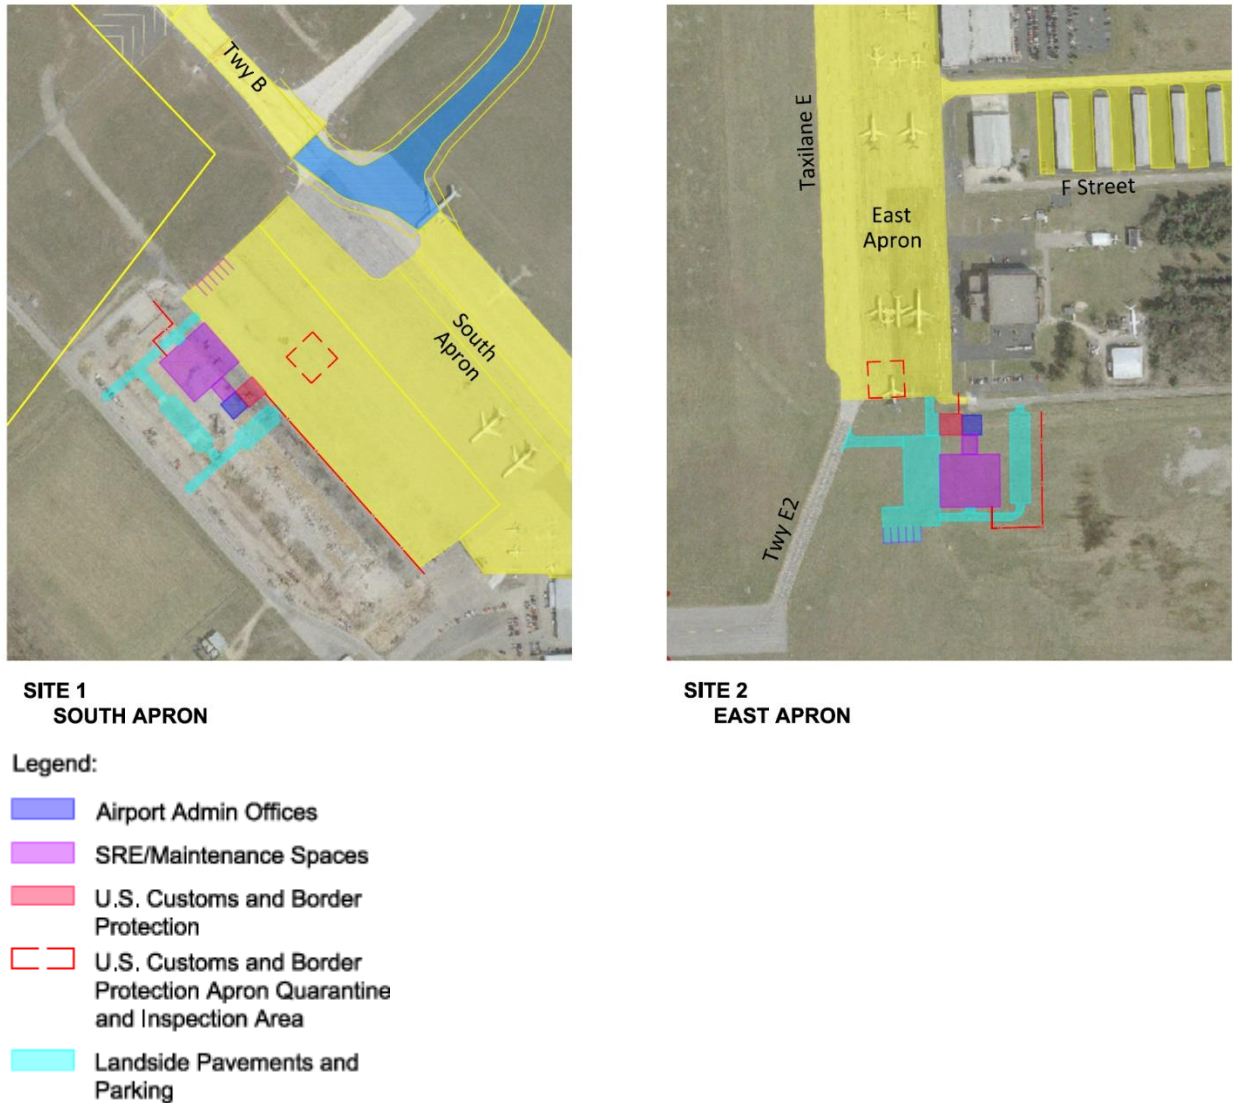 Twy B
South
Apron
Taxilane E
East
Apron
F Street
Twy E2
SITE 1
SOUTH APRON
SITE 2
EAST APRON
Legend:
Airport Admin Offices
SRE/Maintenance Spaces
U.S. Customs and Border
Protection
U.S. Customs and Border
Protection Apron Quarantine
and Inspection Area
Landside Pavements and
Parking